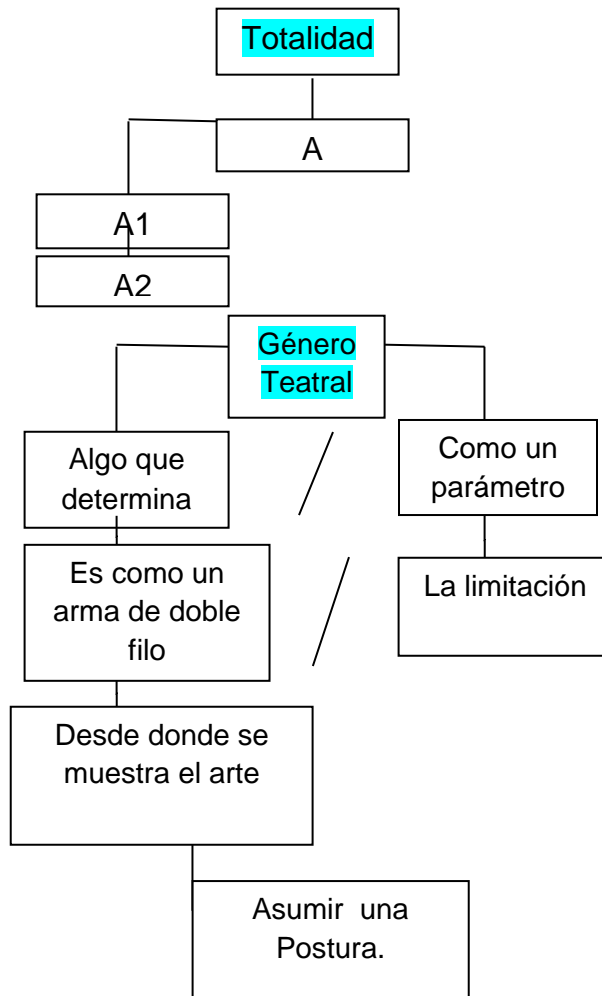 Totalidad
A
A1
A2
Género
Teatral
Algo que
determina
Como un
parámetro
Es como un
arma de doble
filo
La limitación
Desde donde se
muestra el arte
Asumir una
Postura.